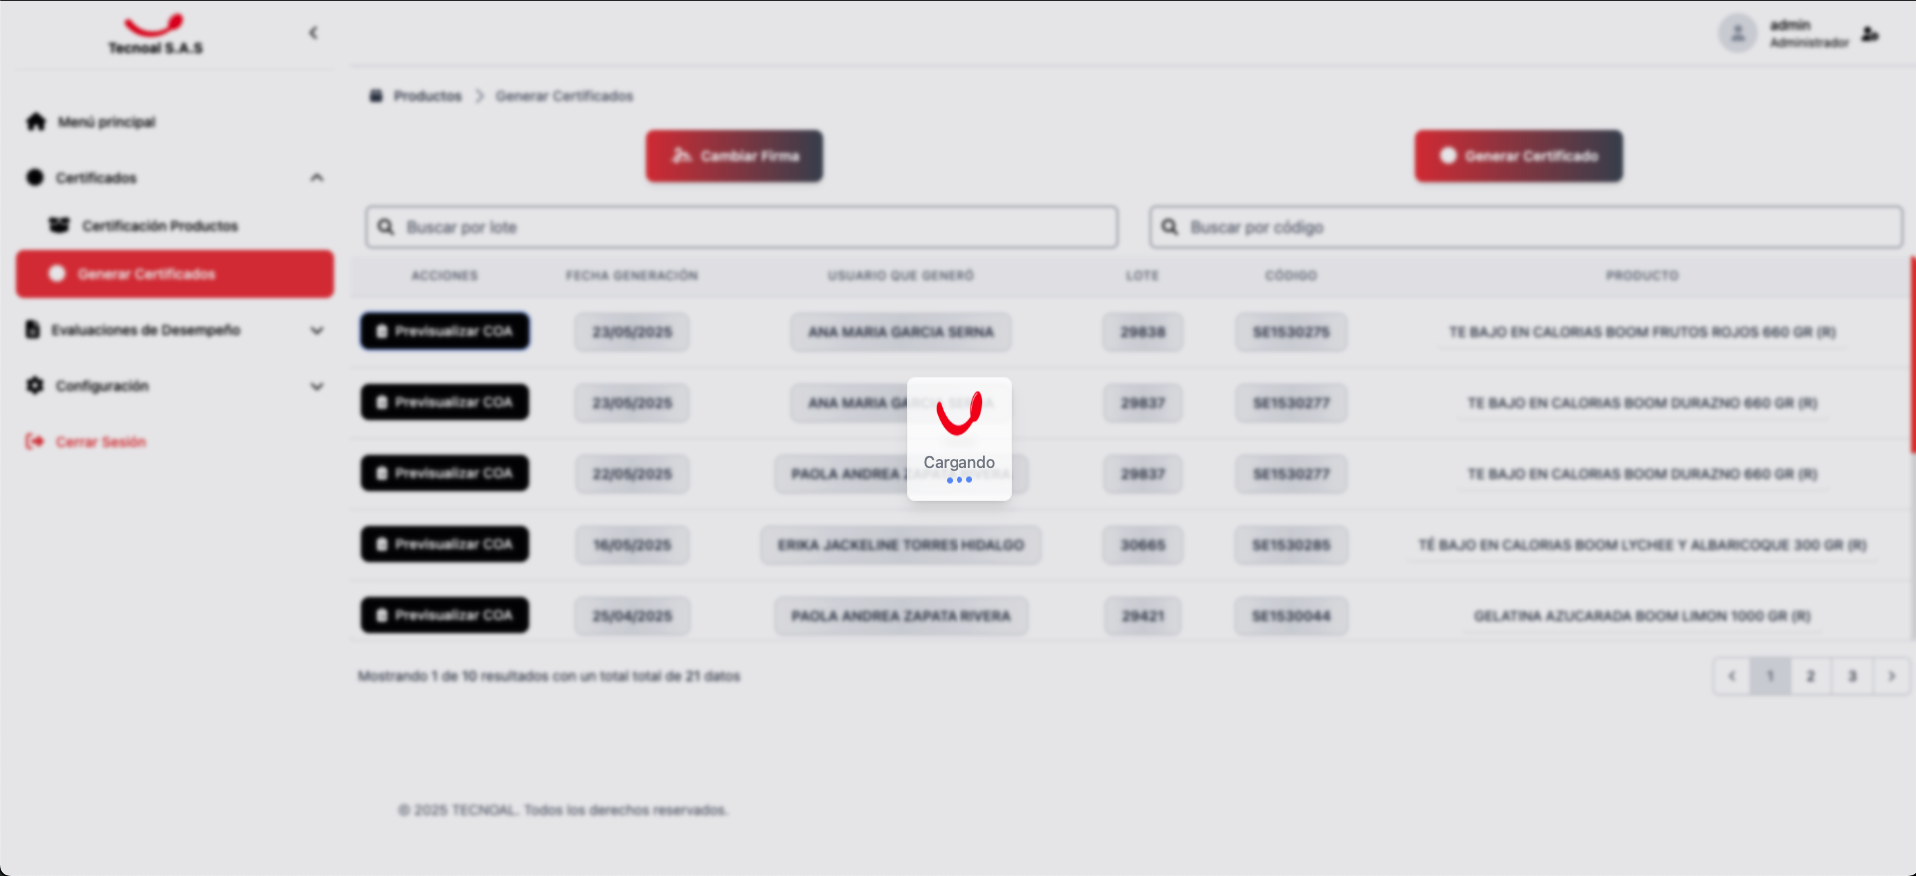 Tecnoal S.A.S
admin
Administrador
Menú principal
Certificados
Certificación Productos
Generar Certificados
Evaluaciones de Desempeño
Configuración
Cerrar Sesión
Productos > Generar Certificados
Cambiar Firma
Generar Certificado
Buscar por lote
Buscar por código
ACCIONES FECHA GENERACIÓN USUARIO QUE GENERÓ LOTE CÓDIGO PRODUCTO
Previsualizar COA 23/05/2025 ANA MARIA GARCIA SERNA 29838 SE1530275 TE BAJO EN CALORIAS BOOM FRUTOS ROJOS 660 GR (R)
Previsualizar COA 23/05/2025 ANA MARIA GARCIA SERNA 29837 SE1530277 TE BAJO EN CALORIAS BOOM DURAZNO 660 GR (R)
Previsualizar COA 22/05/2025 PAOLA ANDREA ZAPATA RIVERA 29837 SE1530277 TE BAJO EN CALORIAS BOOM DURAZNO 660 GR (R)
Previsualizar COA 16/05/2025 ERIKA JACKELINE TORRES HIDALGO 30665 SE1530285 TÉ BAJO EN CALORIAS BOOM LYCHEE Y ALBARICOQUE 300 GR (R)
Previsualizar COA 25/04/2025 PAOLA ANDREA ZAPATA RIVERA 29421 SE1530044 GELATINA AZUCARADA BOOM LIMON 1000 GR (R)
Cargando
Mostrando 1 de 10 resultados con un total total de 21 datos
1 2 3
© 2025 TECNOAL. Todos los derechos reservados.